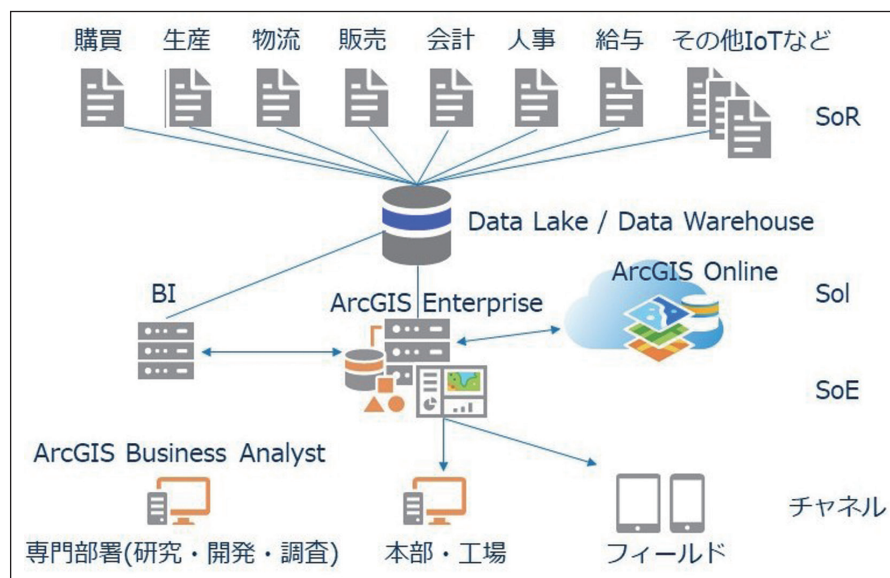 購買
生産
物流
販売
会計
人事
給与
その他IoTなど
SoR
Data Lake / Data Warehouse
ArcGIS Online
SoI
BI
ArcGIS Enterprise
SoE
ArcGIS Business Analyst
チャネル
専門部署(研究・開発・調査)
本部・工場
フィールド